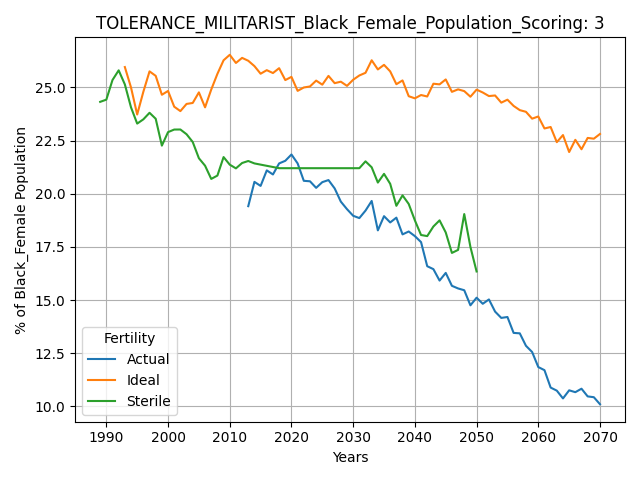 TOLERANCE_MILITARIST_Black_Female_Population_Scoring: 3
% of Black_Female Population
25.0
22.5
20.0
17.5
15.0
12.5
10.0
Fertility
Actual
Ideal
Sterile
1990 2000 2010 2020 2030 2040 2050 2060 2070
Years